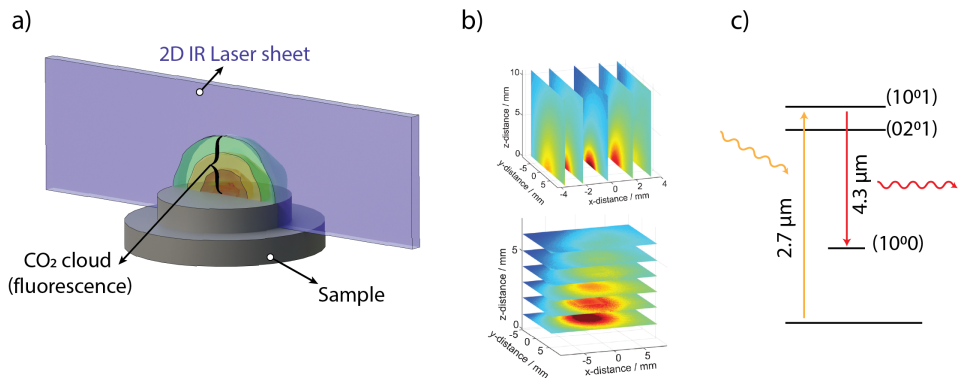 a)
2D IR Laser sheet
CO₂ cloud
(fluorescence)
Sample
b)
z-distance / mm
10
5
0
y-distance / mm
-5
0
5
-4
-2
0
2
4
x-distance / mm
z-distance / mm
5
0
y-distance / mm
-5
0
5
-5
0
5
x-distance / mm
c)
(10⁰1)
(02⁰1)
2.7 µm
4.3 µm
(10⁰0)